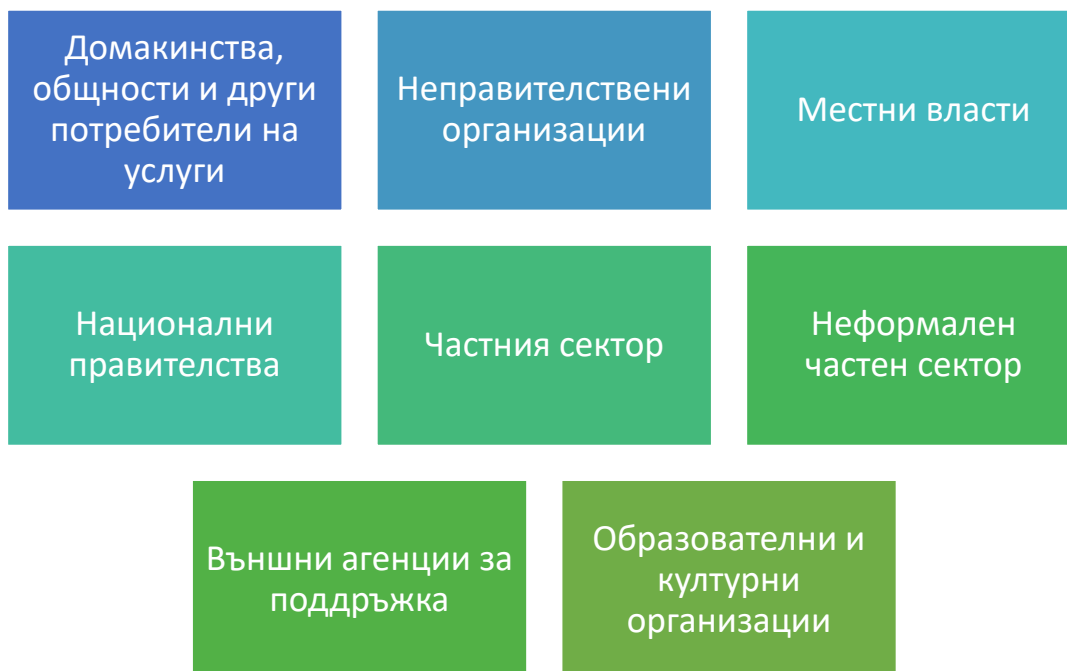 Домакинства,
общности и други
потребители на
услуги
Неправителствени
организации
Местни власти
Национални
правителства
Частния сектор
Неформален
частен сектор
Външни агенции за
поддръжка
Образователни и
културни
организации